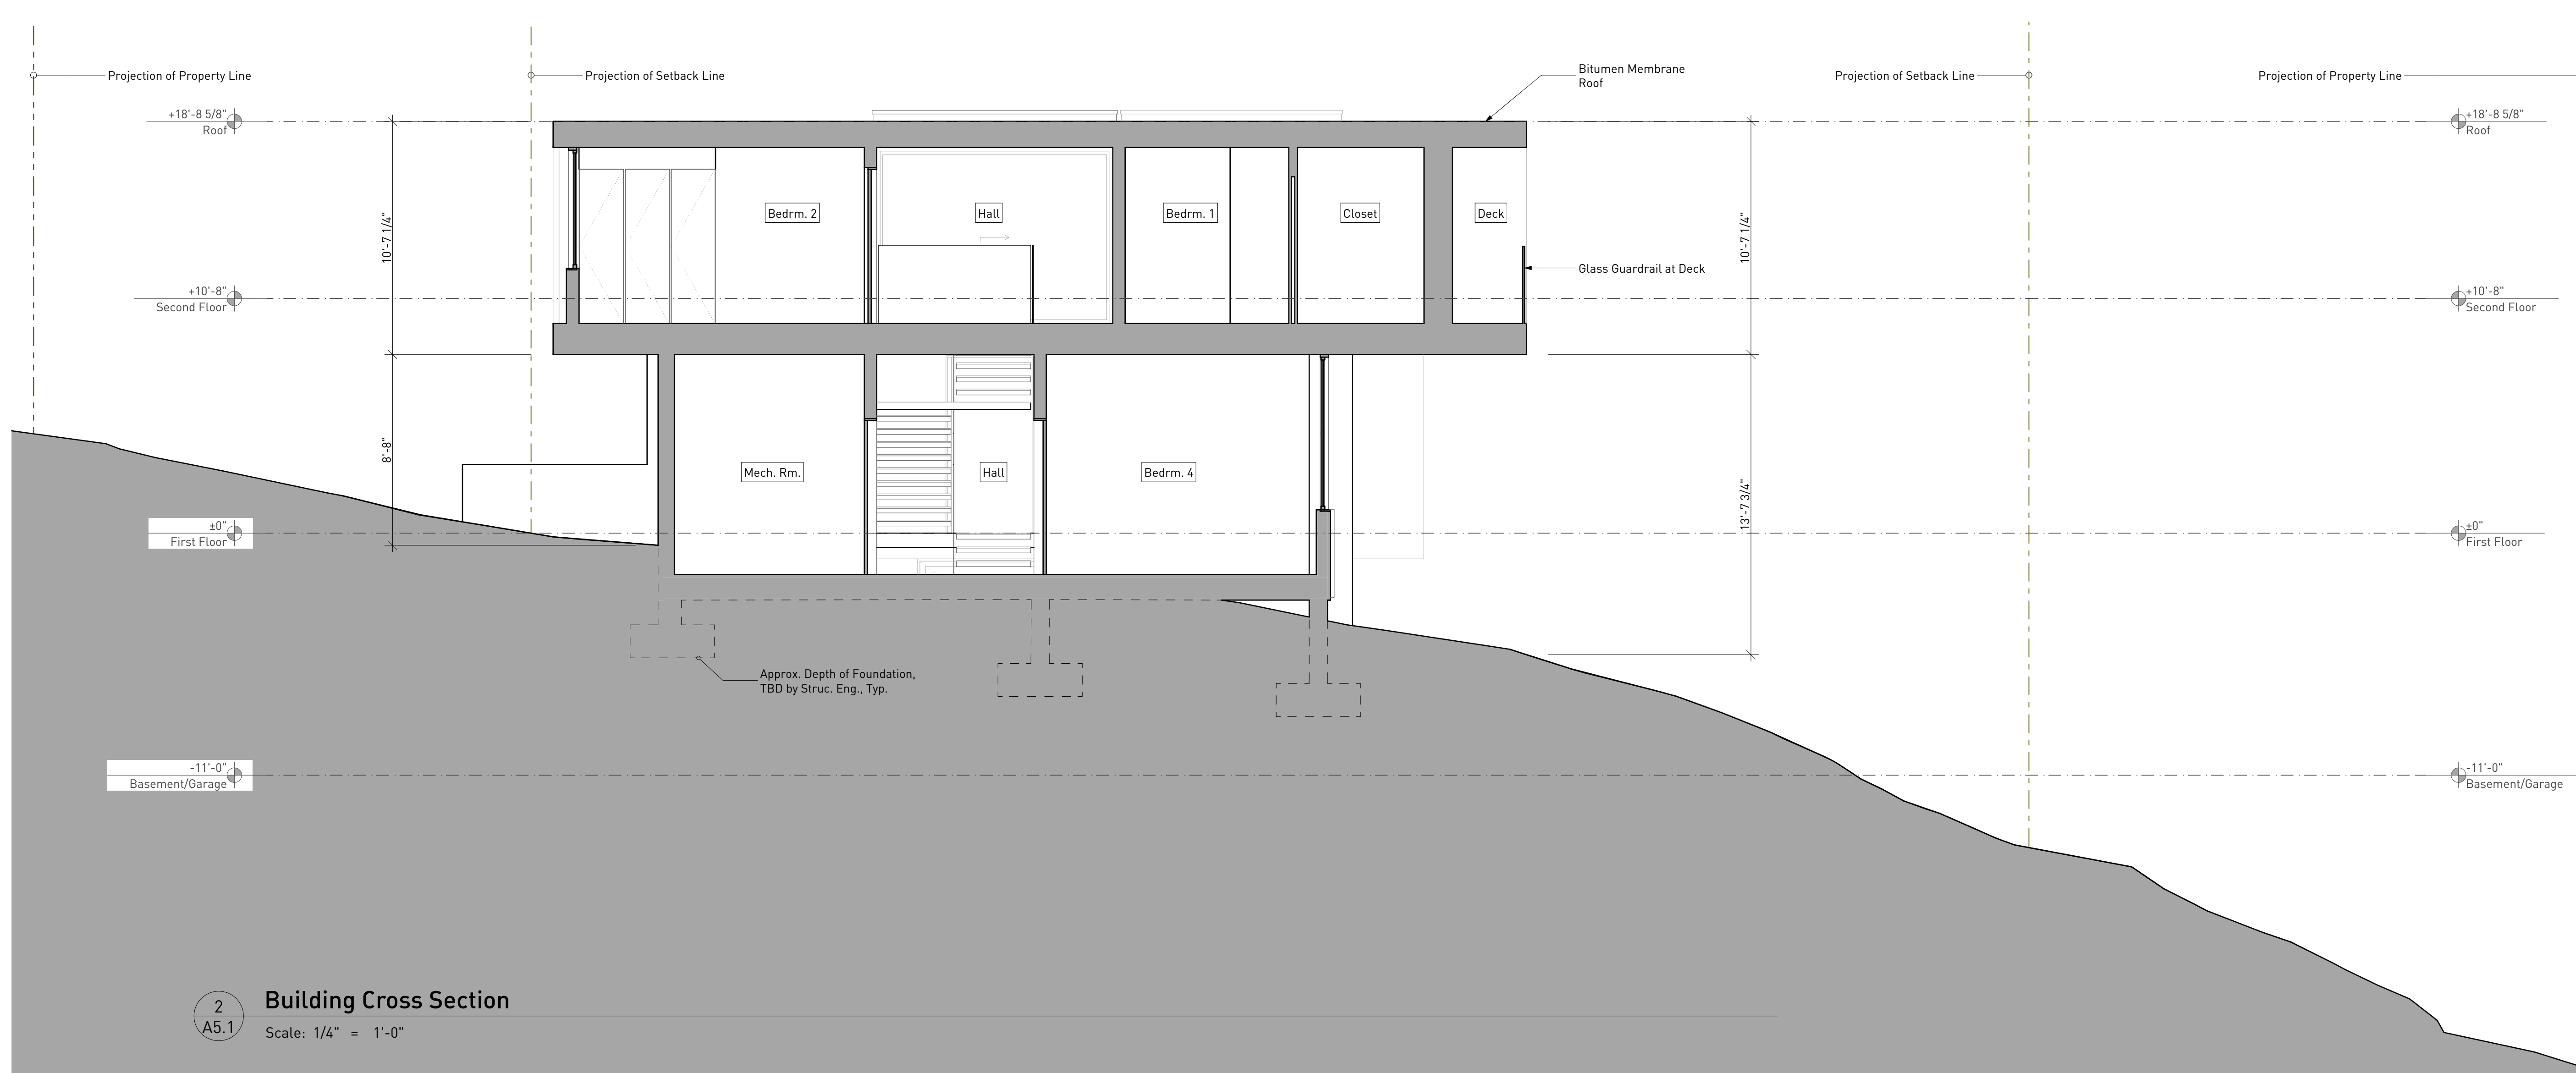 Projection of Property Line
Projection of Setback Line
Bitumen Membrane
Roof
Projection of Setback Line
Projection of Property Line
+18'-8 5/8"
Roof
+18'-8 5/8"
Roof
10'-7 1/4"
Bedrm. 2
Hall
Bedrm. 1
Closet
Deck
10'-7 1/4"
Glass Guardrail at Deck
+10'-8"
Second Floor
+10'-8"
Second Floor
8'-8"
Mech. Rm.
Hall
Bedrm. 4
13'-7 3/4"
±0"
First Floor
±0"
First Floor
Approx. Depth of Foundation,
TBD by Struc. Eng., Typ.
-11'-0"
Basement/Garage
-11'-0"
Basement/Garage
2
A5.1
Building Cross Section
Scale: 1/4" = 1'-0"